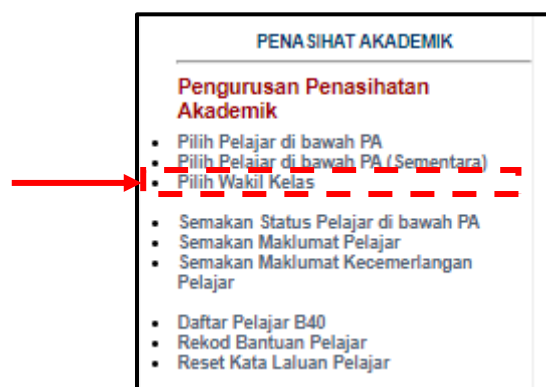 PENASIHAT AKADEMIK
Pengurusan Penasihatan
Akademik
• Pilih Pelajar di bawah PA
• Pilih Pelajar di bawah PA (Sementara)
• Pilih Wakil Kelas
• Semakan Status Pelajar di bawah PA
• Semakan Maklumat Pelajar
• Semakan Maklumat Kecemerlangan
Pelajar
• Daftar Pelajar B40
• Rekod Bantuan Pelajar
• Reset Kata Laluan Pelajar